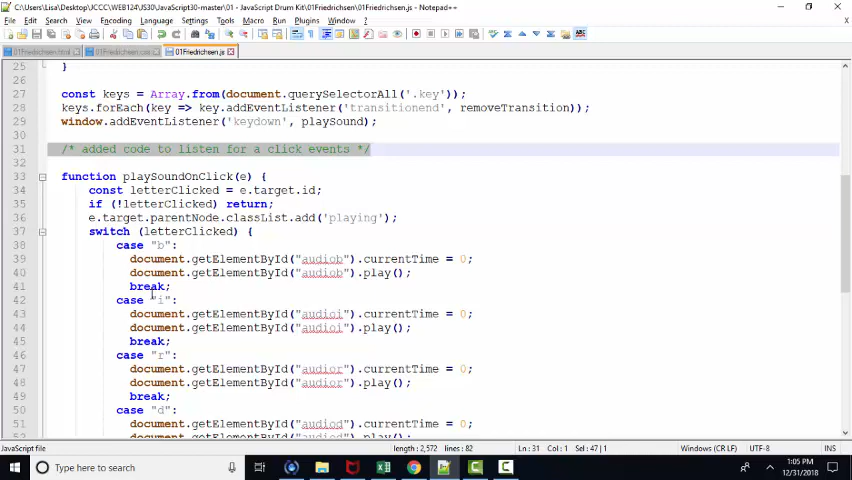 C:\Users\Lisa\Desktop\JCCC\WEB124\JS30\JavaScript30-master\01 - JavaScript Drum Kit\01Friedrichsen\01Friedrichsen.js - Notepad++
File Edit Search View Encoding Language Settings Tools Macro Run Plugins Window ?
X
01Friedrichsen.html 01Friedrichsen.css 01Friedrichsen.js
25 }
26
27 const keys = Array.from(document.querySelectorAll('.key'));
28 keys.forEach(key => key.addEventListener('transitionend', removeTransition));
29 window.addEventListener('keydown', playSound);
30
31 /* added code to listen for a click events */
32
33 function playSoundOnClick(e) {
34 const letterClicked = e.target.id;
35 if (!letterClicked) return;
36 e.target.parentNode.classList.add('playing');
37 switch (letterClicked) {
38 case "b":
39 document.getElementById("audiob").currentTime = 0;
40 document.getElementById("audiob").play();
41 break;
42 case "i":
43 document.getElementById("audioi").currentTime = 0;
44 document.getElementById("audioi").play();
45 break;
46 case "r":
47 document.getElementById("audior").currentTime = 0;
48 document.getElementById("audior").play();
49 break;
50 case "d":
51 document.getElementById("audiod").currentTime = 0;
52 document.getElementById("audiod").play();
JavaScript file length : 2,572 lines : 82 Ln : 31 Col : 1 Sel : 47 | 1 Windows (CR LF) UTF-8 INS
Type here to search
1:05 PM
12/31/2018